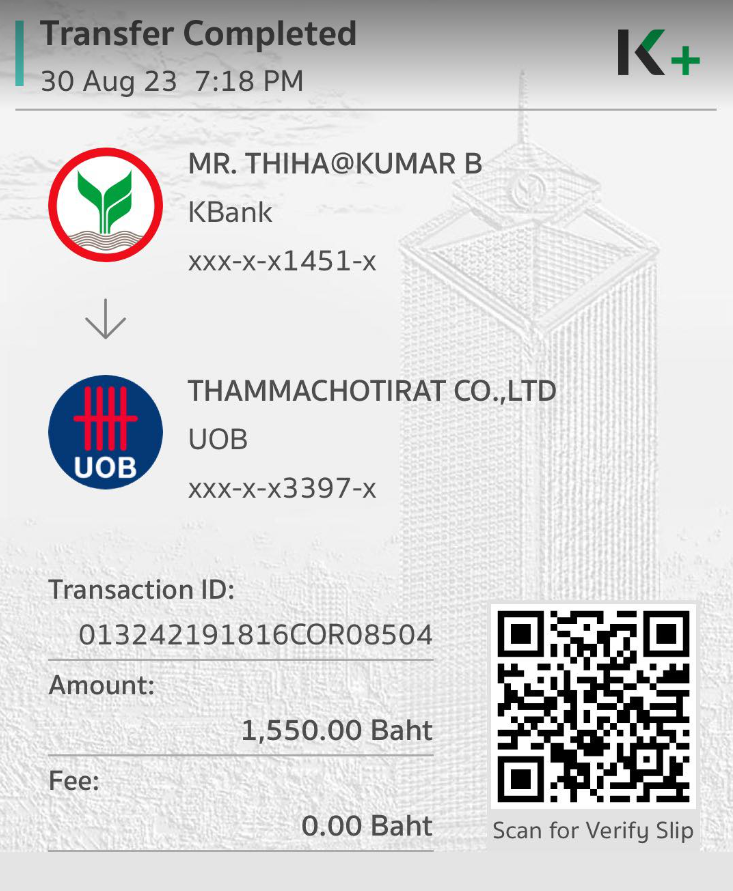 Transfer Completed
30 Aug 23 7:18 PM
K+
MR. THIHA@KUMAR B
KBank
xxx-x-x1451-x
THAMMACHOTIRAT CO.,LTD
UOB
UOB
xxx-x-x3397-x
Transaction ID:
013242191816COR08504
Amount:
1,550.00 Baht
Fee:
0.00 Baht
Scan for Verify Slip